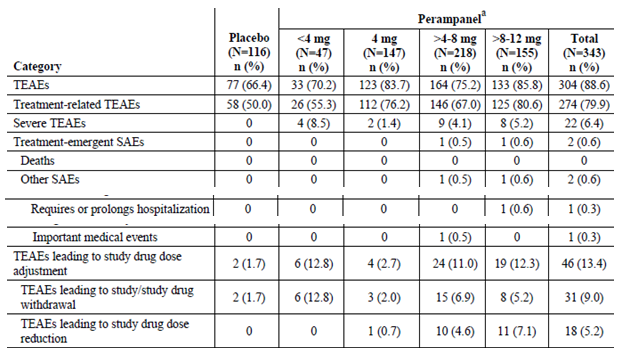 Perampanel^a
Category Placebo (N=116) n (%) <4 mg (N=47) n (%) 4 mg (N=147) n (%) >4-8 mg (N=218) n (%) >8-12 mg (N=155) n (%) Total (N=343) n (%)
TEAEs 77 (66.4) 33 (70.2) 123 (83.7) 164 (75.2) 133 (85.8) 304 (88.6)
Treatment-related TEAEs 58 (50.0) 26 (55.3) 112 (76.2) 146 (67.0) 125 (80.6) 274 (79.9)
Severe TEAEs 0 4 (8.5) 2 (1.4) 9 (4.1) 8 (5.2) 22 (6.4)
Treatment-emergent SAEs 0 0 0 1 (0.5) 1 (0.6) 2 (0.6)
Deaths 0 0 0 0 0 0
Other SAEs 0 0 0 1 (0.5) 1 (0.6) 2 (0.6)
Requires or prolongs hospitalization 0 0 0 0 1 (0.6) 1 (0.3)
Important medical events 0 0 0 1 (0.5) 0 1 (0.3)
TEAEs leading to study drug dose
adjustment 2 (1.7) 6 (12.8) 4 (2.7) 24 (11.0) 19 (12.3) 46 (13.4)
TEAEs leading to study/study drug
withdrawal 2 (1.7) 6 (12.8) 3 (2.0) 15 (6.9) 8 (5.2) 31 (9.0)
TEAEs leading to study drug dose
reduction 0 0 1 (0.7) 10 (4.6) 11 (7.1) 18 (5.2)